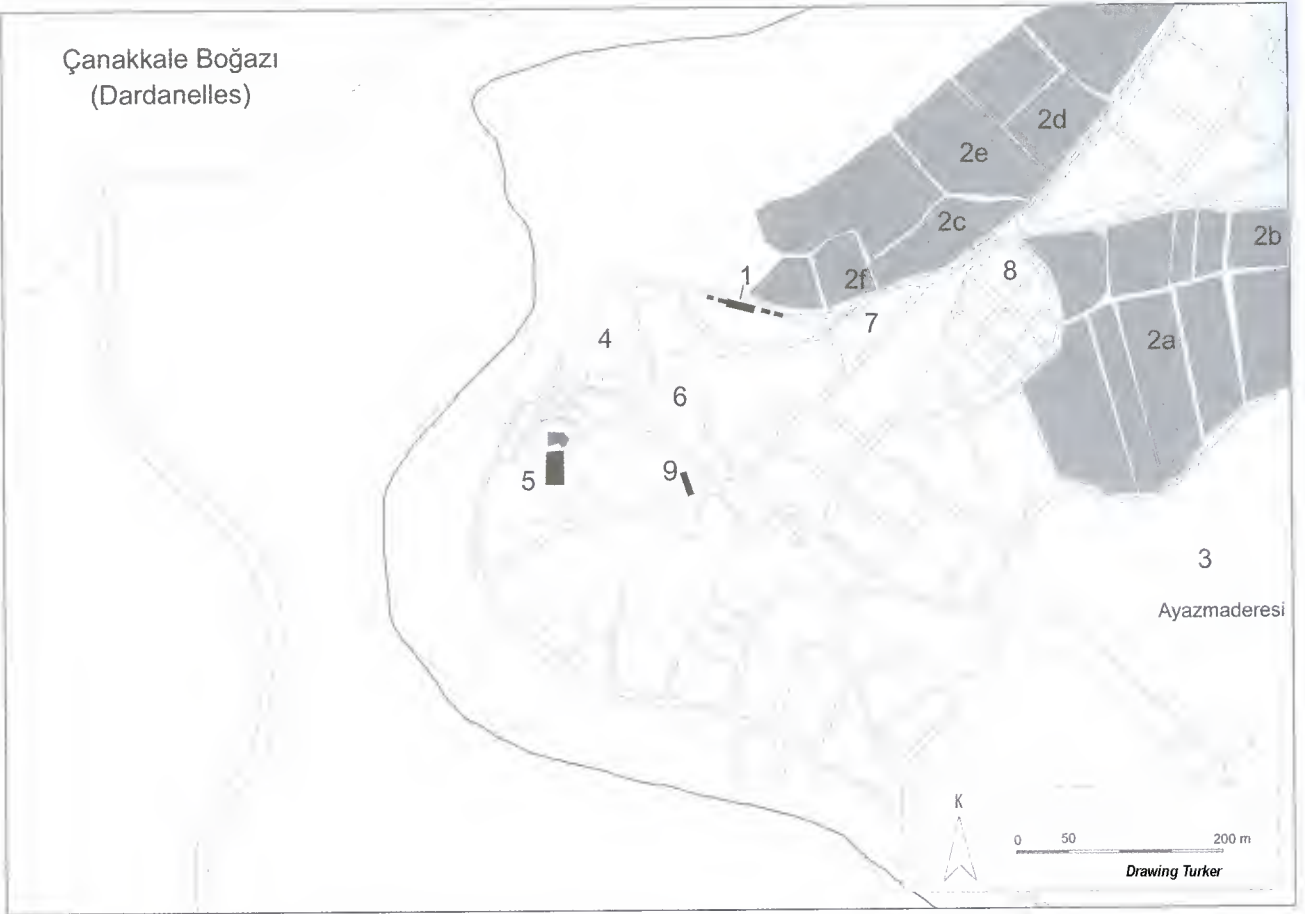 Çanakkale Boğazı
(Dardanelles)
2d
2e
2c
2b
8
1
2f
7
2a
4
6
9
5
3
Ayazmaderesi
K
0 50 200 m
Drawing Turker